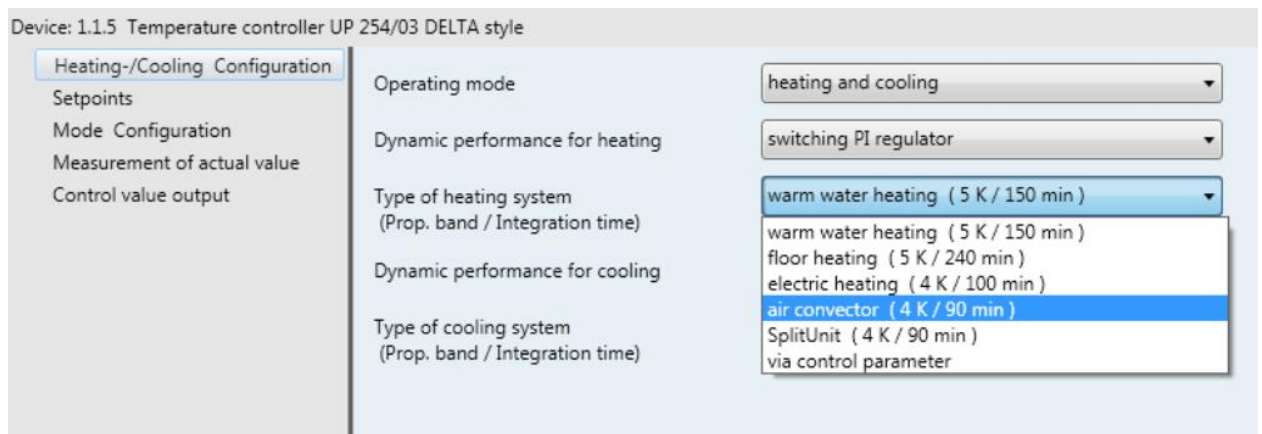 Device: 1.1.5 Temperature controller UP 254/03 DELTA style
Heating-/Cooling Configuration
Setpoints
Mode Configuration
Measurement of actual value
Control value output
Operating mode
heating and cooling
Dynamic performance for heating
switching PI regulator
Type of heating system
(Prop. band / Integration time)
warm water heating ( 5 K / 150 min )
warm water heating ( 5 K / 150 min )
floor heating ( 5 K / 240 min )
electric heating ( 4 K / 100 min )
air convector ( 4 K / 90 min )
SplitUnit ( 4 K / 90 min )
via control parameter
Dynamic performance for cooling
Type of cooling system
(Prop. band / Integration time)